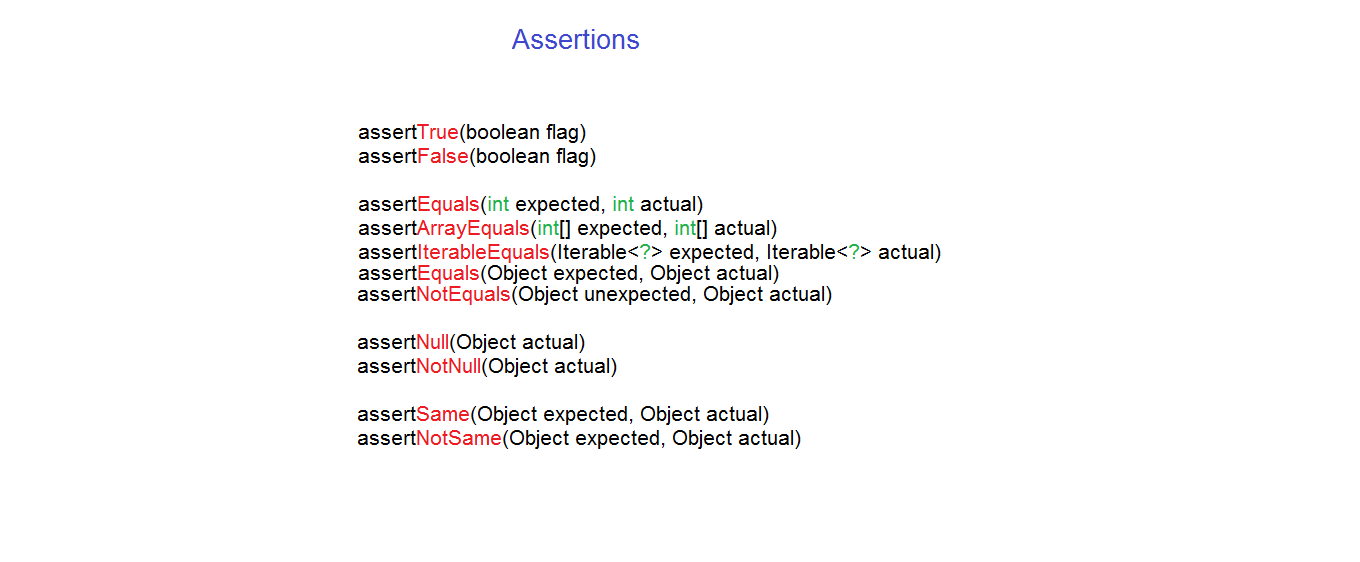 Assertions
assertTrue(boolean flag)
assertFalse(boolean flag)
assertEquals(int expected, int actual)
assertArrayEquals(int[] expected, int[] actual)
assertIterableEquals(Iterable<?> expected, Iterable<?> actual)
assertEquals(Object expected, Object actual)
assertNotEquals(Object unexpected, Object actual)
assertNull(Object actual)
assertNotNull(Object actual)
assertSame(Object expected, Object actual)
assertNotSame(Object expected, Object actual)